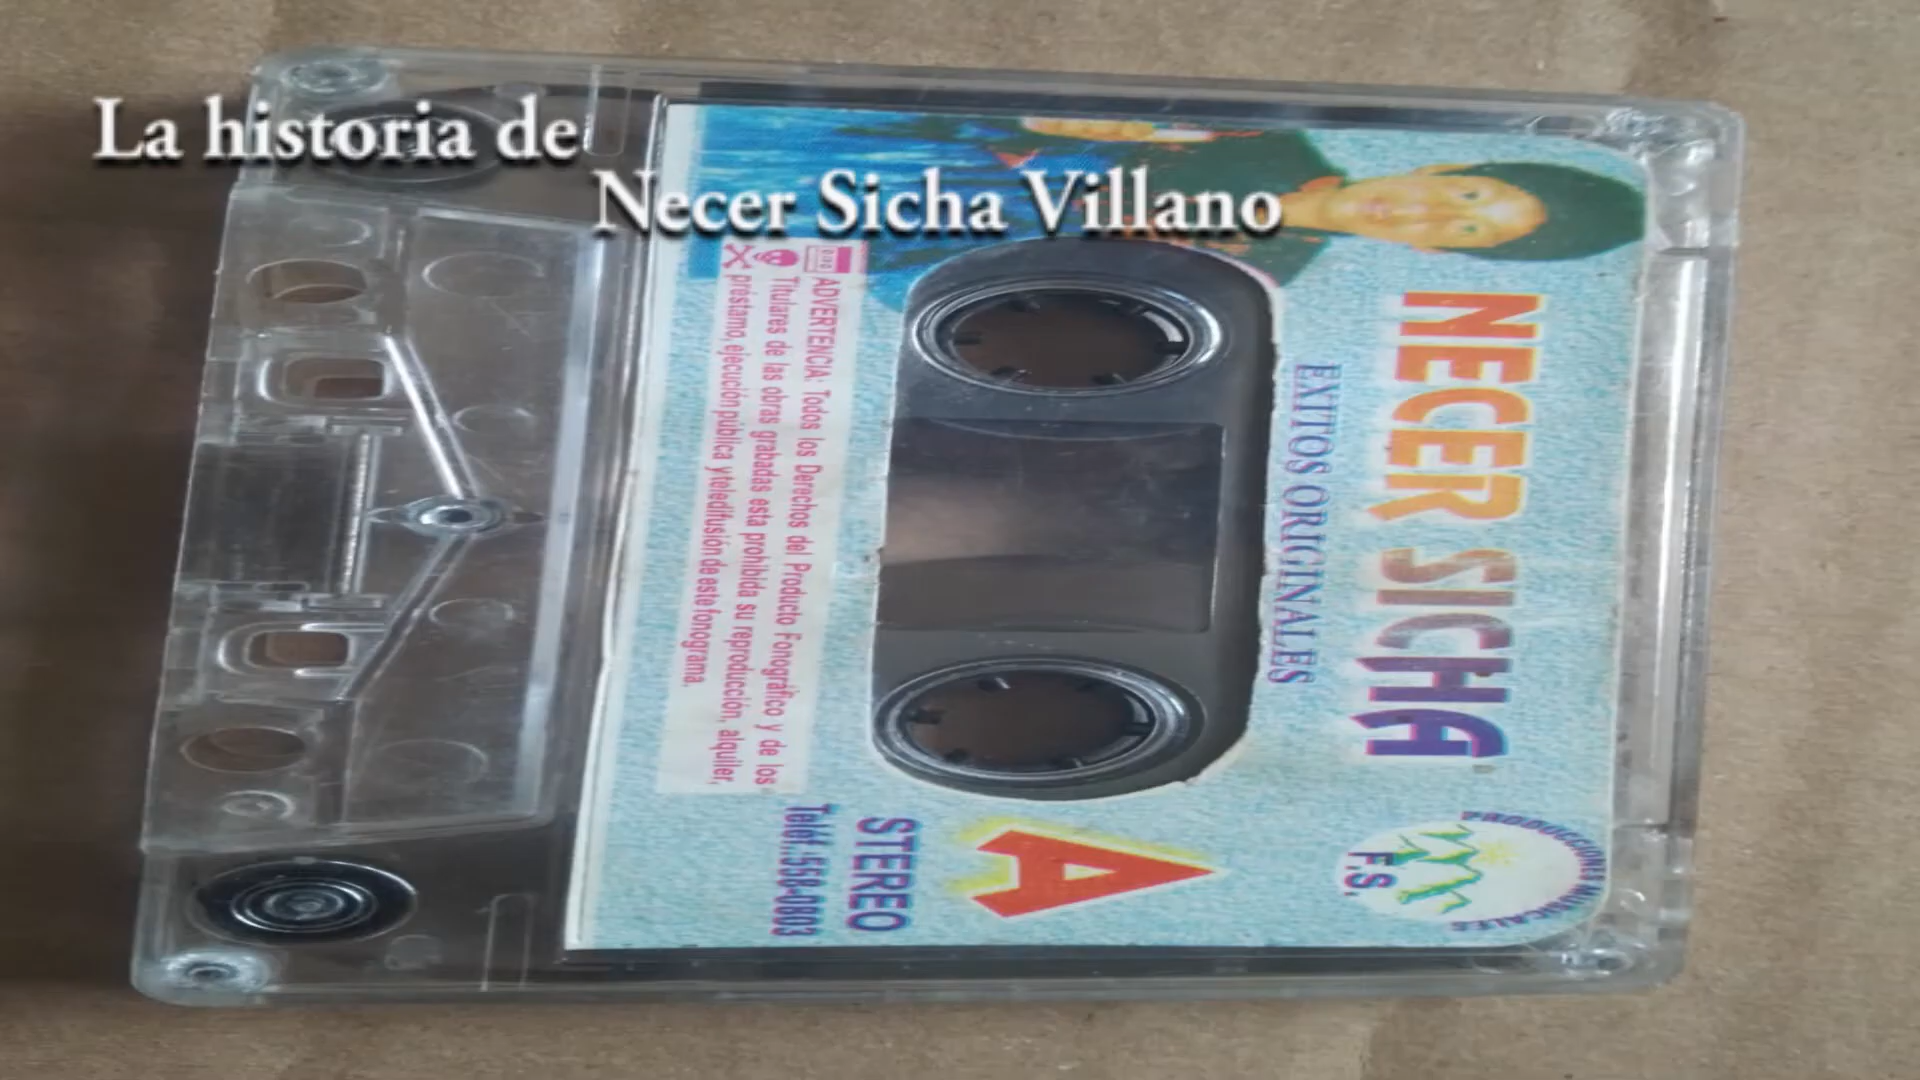 La historia de
Necer Sicha Villano
NECER SICHA
EXITOS ORIGINALES
ADVERTENCIA: Todos los Derechos del Producto Fonográfico y de los
Titulares de las obras grabadas esta prohibida su reproducción, alquiler,
préstamo, ejecución pública y teledifusión de este fonograma.
PRODUCCIONES MUSICALES
F.S.
A
STEREO
Teléf.:558-0803